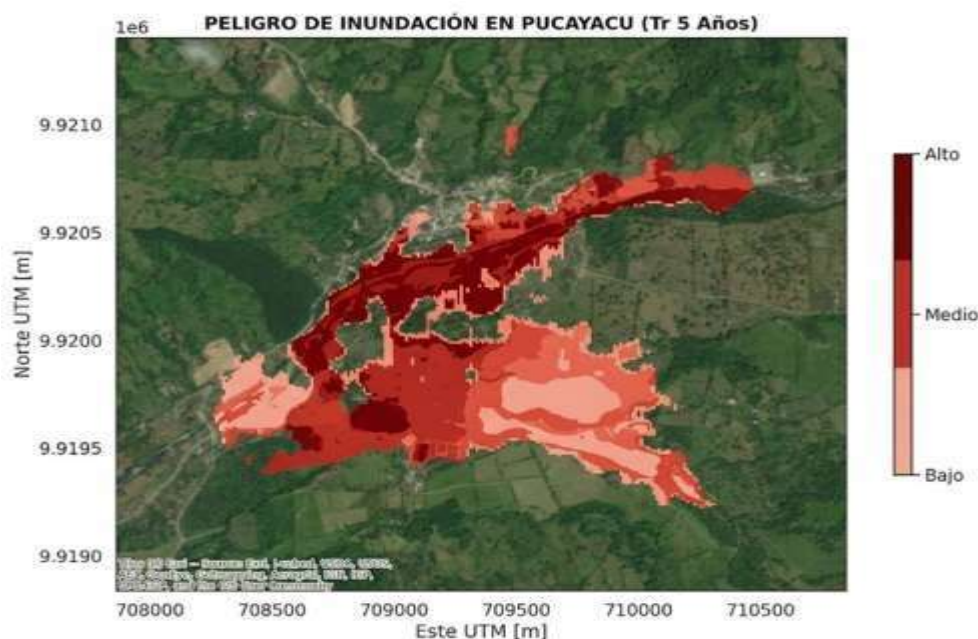 PELIGRO DE INUNDACIÓN EN PUCAYACU (Tr 5 Años)
1e6
9.9210
9.9205
9.9200
9.9195
9.9190
Norte UTM [m]
708000 708500 709000 709500 710000 710500
Este UTM [m]
Alto
Medio
Bajo